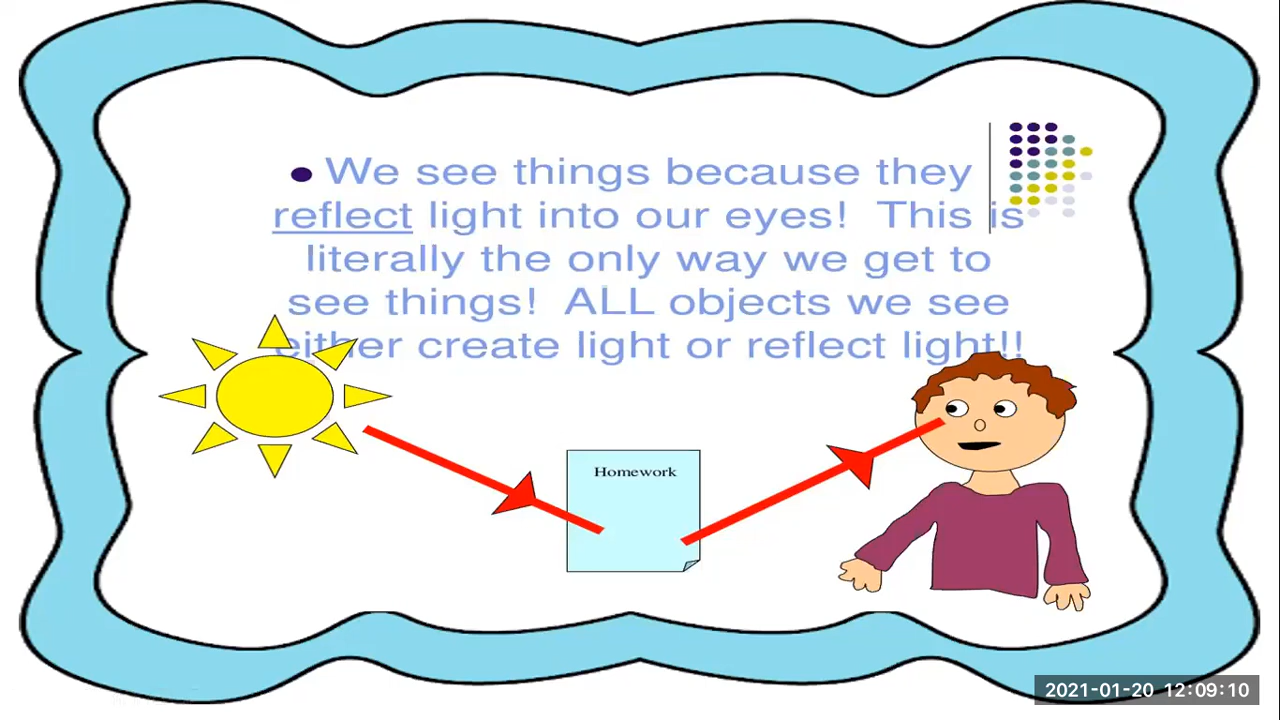 • We see things because they
reflect light into our eyes! This is
literally the only way we get to
see things! ALL objects we see
either create light or reflect light!!
Homework
2021-01-20 12:09:10